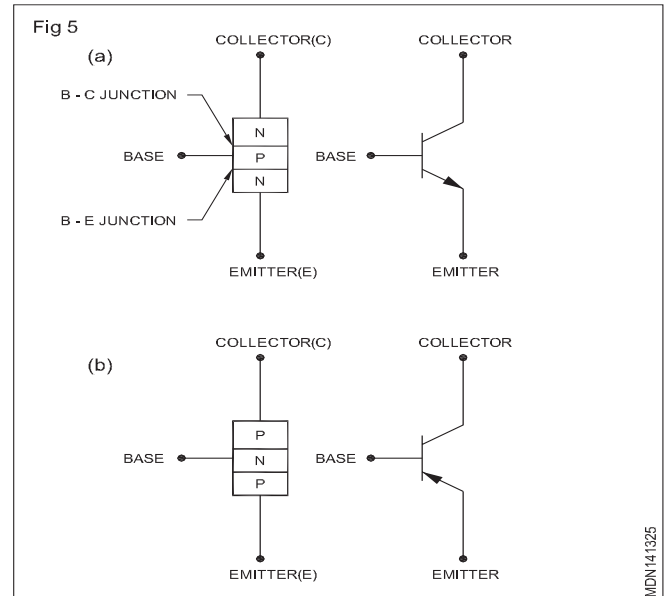 Fig 5
(a)
COLLECTOR(C) COLLECTOR
B - C JUNCTION
N
BASE P BASE
N
B - E JUNCTION
EMITTER(E) EMITTER
(b)
COLLECTOR(C) COLLECTOR
P
BASE N BASE
P
EMITTER(E) EMITTER
MDN141325